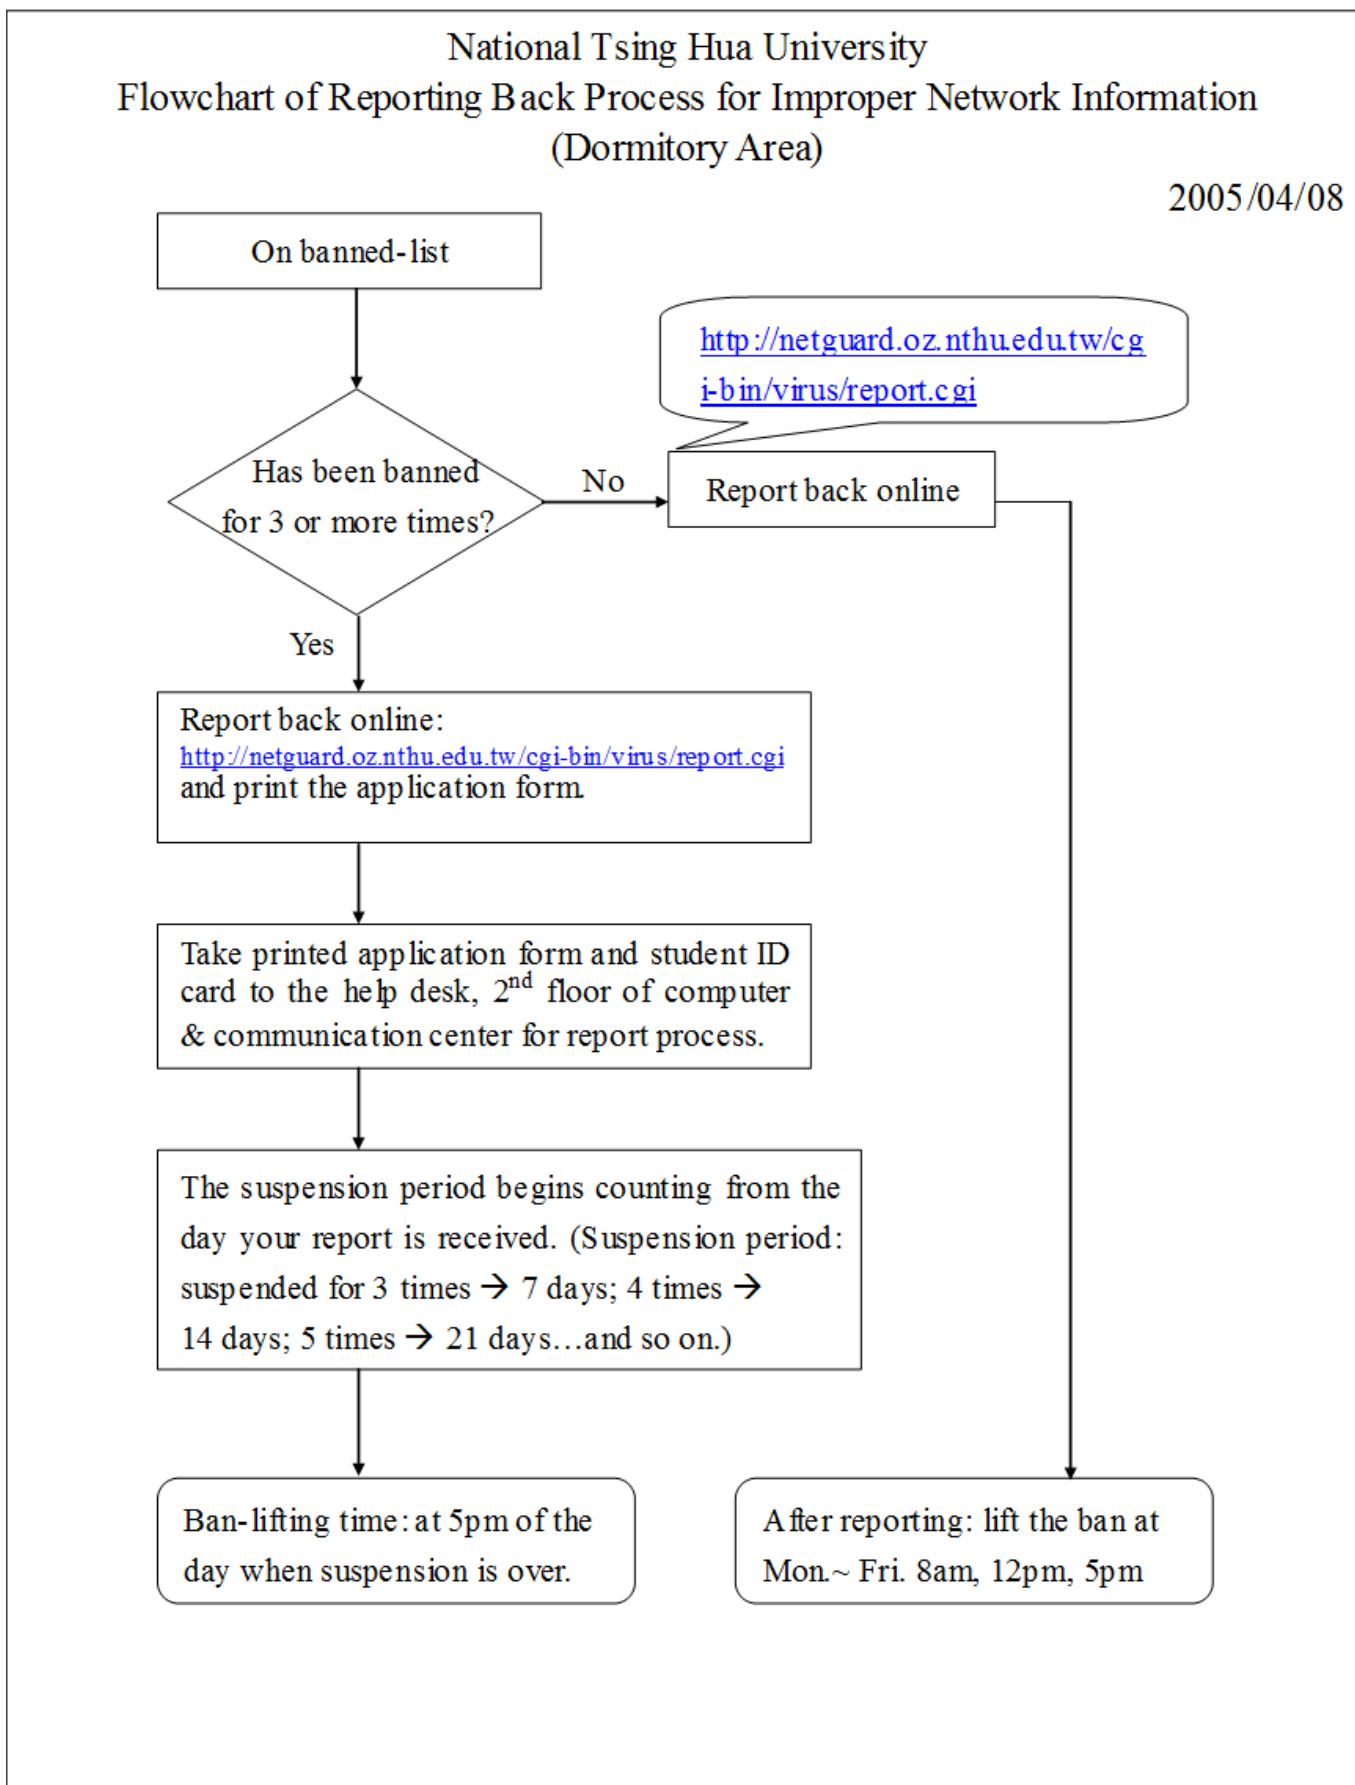 National Tsing Hua University
Flowchart of Reporting Back Process for Improper Network Information
(Dormitory Area)
2005/04/08
On banned-list
http://netguard.oz.nthu.edu.tw/cg
i-bin/virus/report.cgi
Has been banned
for 3 or more times?
No
Report back online
Yes
Report back online:
http://netguard.oz.nthu.edu.tw/cgi-bin/virus/report.cgi
and print the application form.
Take printed application form and student ID
card to the help desk, 2nd floor of computer
& communication center for report process.
The suspension period begins counting from the
day your report is received. (Suspension period:
suspended for 3 times → 7 days; 4 times →
14 days; 5 times → 21 days…and so on.)
Ban-lifting time: at 5pm of the
day when suspension is over.
After reporting: lift the ban at
Mon.~ Fri. 8am, 12pm, 5pm